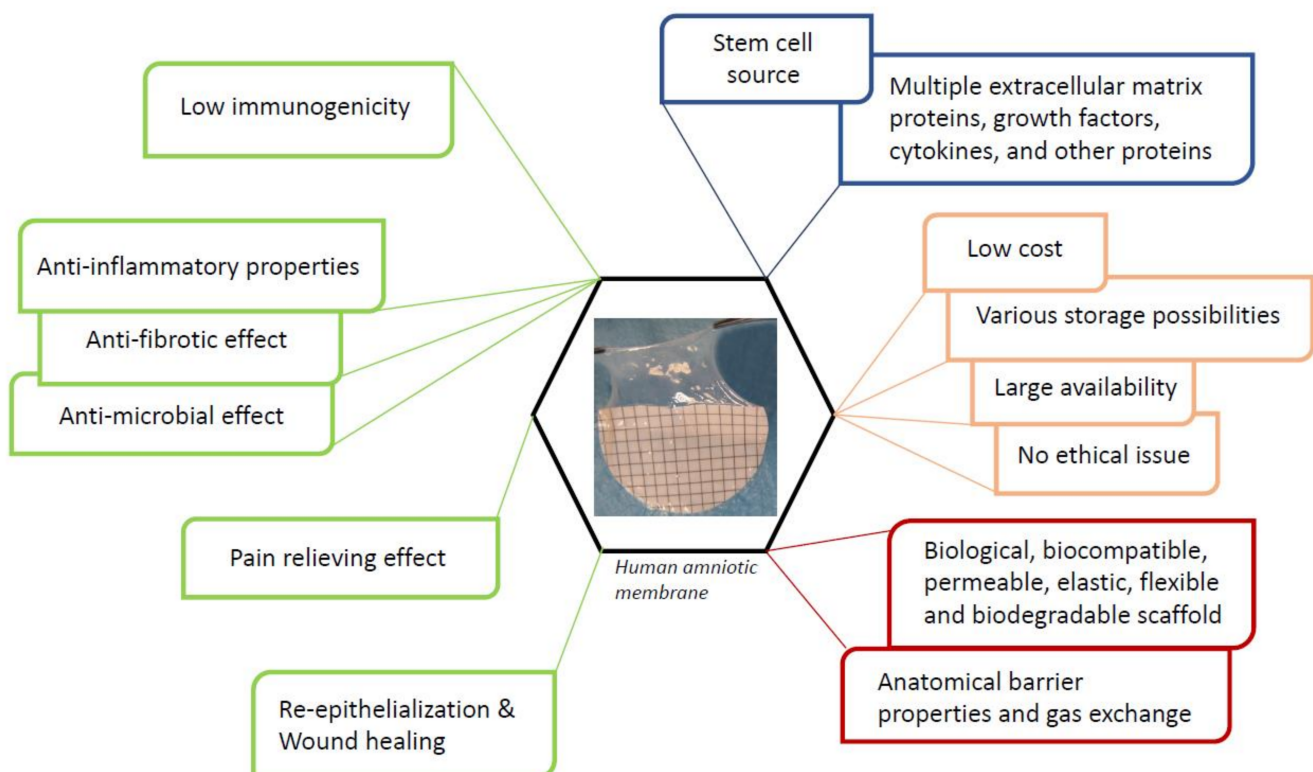 Stem cell
source
Multiple extracellular matrix
proteins, growth factors,
cytokines, and other proteins
Low immunogenicity
Anti-inflammatory properties
Anti-fibrotic effect
Anti-microbial effect
Pain relieving effect
Re-epithelialization &
Wound healing
Low cost
Various storage possibilities
Large availability
No ethical issue
Human amniotic
membrane
Biological, biocompatible,
permeable, elastic, flexible
and biodegradable scaffold
Anatomical barrier
properties and gas exchange